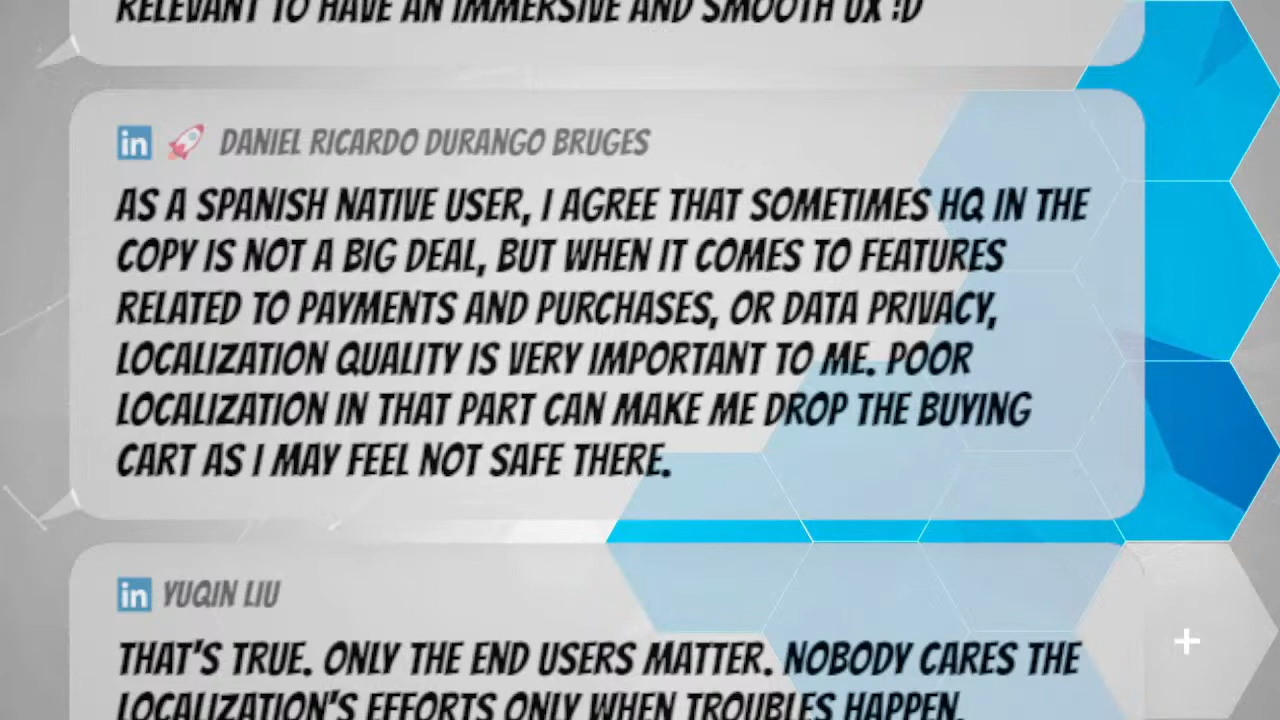 RELEVANT TO HAVE AN IMMERSIVE AND SMOOTH UX :D
in 🚀 DANIEL RICARDO DURANGO BRUGES
AS A SPANISH NATIVE USER, I AGREE THAT SOMETIMES HQ IN THE
COPY IS NOT A BIG DEAL, BUT WHEN IT COMES TO FEATURES
RELATED TO PAYMENTS AND PURCHASES, OR DATA PRIVACY,
LOCALIZATION QUALITY IS VERY IMPORTANT TO ME. POOR
LOCALIZATION IN THAT PART CAN MAKE ME DROP THE BUYING
CART AS I MAY FEEL NOT SAFE THERE.
in YUQIN LIU
THAT'S TRUE. ONLY THE END USERS MATTER. NOBODY CARES THE
LOCALIZATION'S EFFORTS ONLY WHEN TROUBLES HAPPEN.